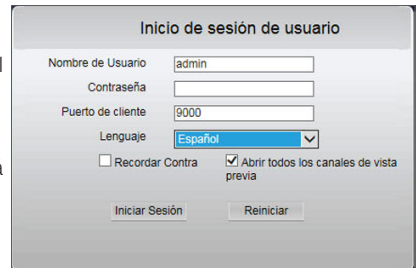 Inicio de sesión de usuario
Nombre de Usuario admin
Contraseña
Puerto de cliente 9000
Lenguaje Español
Recordar Contra Abrir todos los canales de vista
previa
Iniciar Sesión Reiniciar